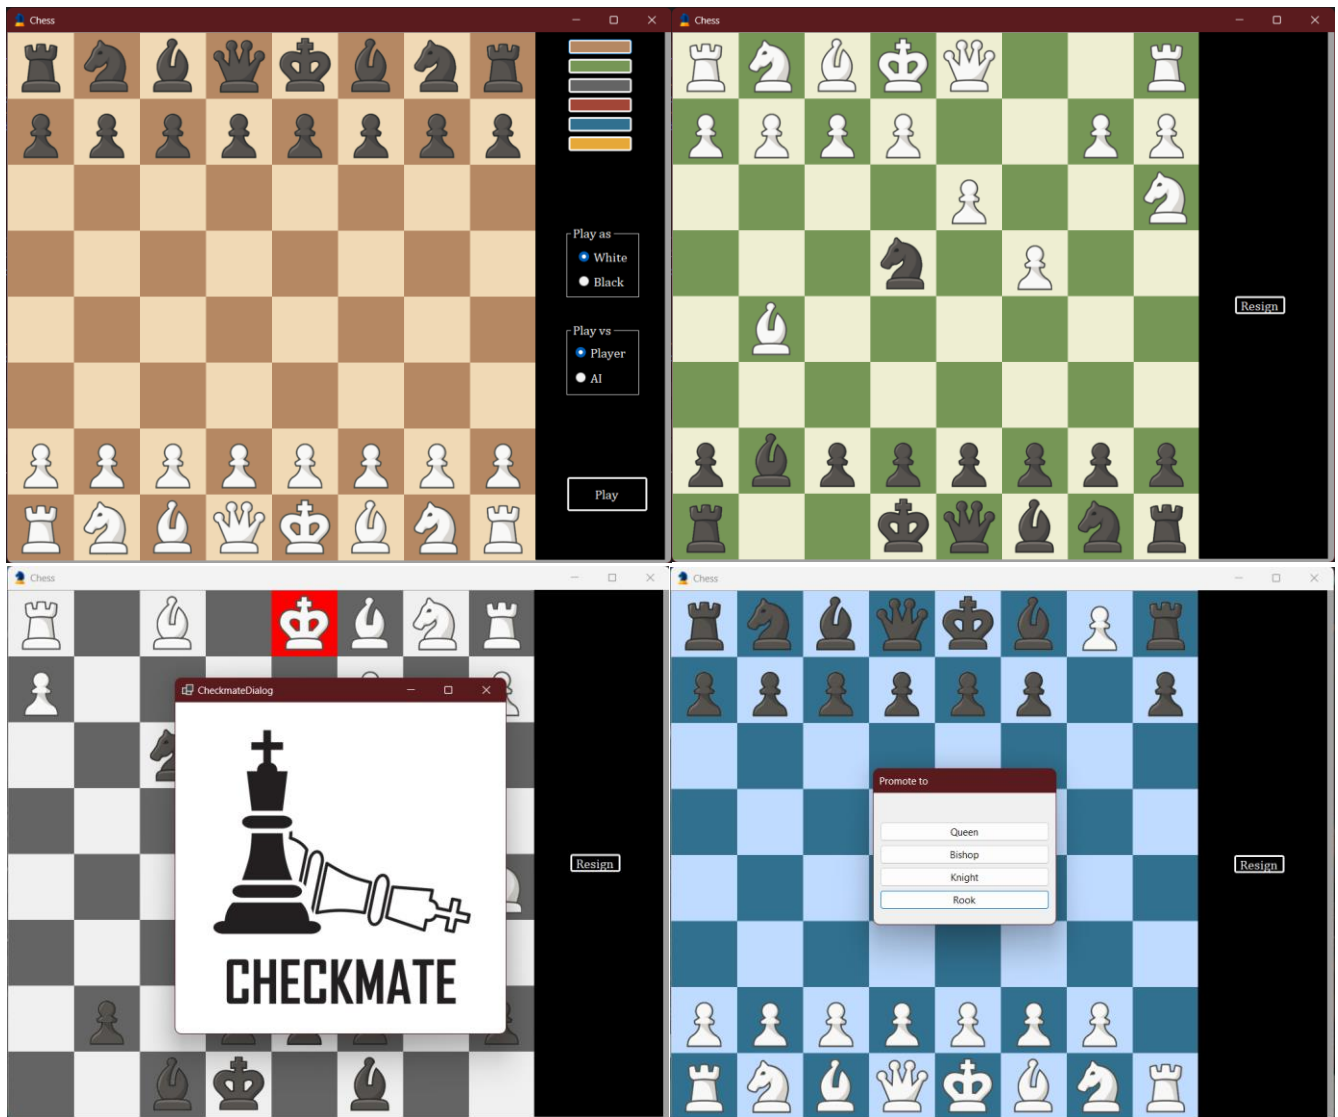 Chess
Play as
White
Black
Play vs
Player
AI
Play
Chess
Resign
Chess
CheckmateDialog
CHECKMATE
Resign
Chess
Promote to
Queen
Bishop
Knight
Rook
Resign